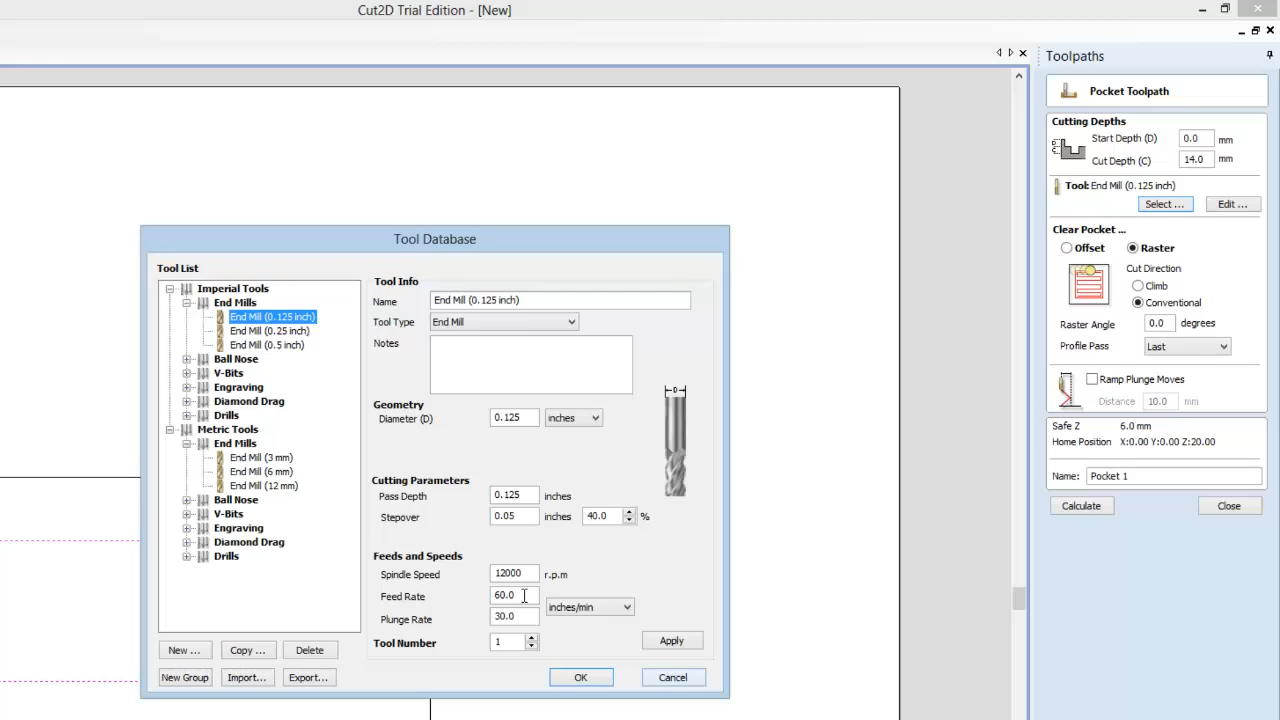 Cut2D Trial Edition - [New]
Toolpaths
Pocket Toolpath
Cutting Depths
Start Depth (D) 0.0 mm
Cut Depth (C) 14.0 mm
Tool: End Mill (0.125 inch)
Select ... Edit ...
Clear Pocket ...
Offset Raster
Cut Direction
Climb
Conventional
Raster Angle 0.0 degrees
Profile Pass Last
Ramp Plunge Moves
Distance 10.0 mm
Safe Z 6.0 mm
Home Position X:0.00 Y:0.00 Z:20.00
Name: Pocket 1
Calculate Close
Tool Database
Tool List
Imperial Tools
End Mills
End Mill (0.125 inch)
End Mill (0.25 inch)
End Mill (0.5 inch)
Ball Nose
V-Bits
Engraving
Diamond Drag
Drills
Metric Tools
End Mills
End Mill (3 mm)
End Mill (6 mm)
End Mill (12 mm)
Ball Nose
V-Bits
Engraving
Diamond Drag
Drills
New ... Copy ... Delete
New Group Import... Export...
Tool Info
Name End Mill (0.125 inch)
Tool Type End Mill
Notes
Geometry
Diameter (D) 0.125 inches
D
Cutting Parameters
Pass Depth 0.125 inches
Stepover 0.05 inches 40.0 %
Feeds and Speeds
Spindle Speed 12000 r.p.m
Feed Rate 60.0
inches/min
Plunge Rate 30.0
Tool Number 1 Apply
OK Cancel